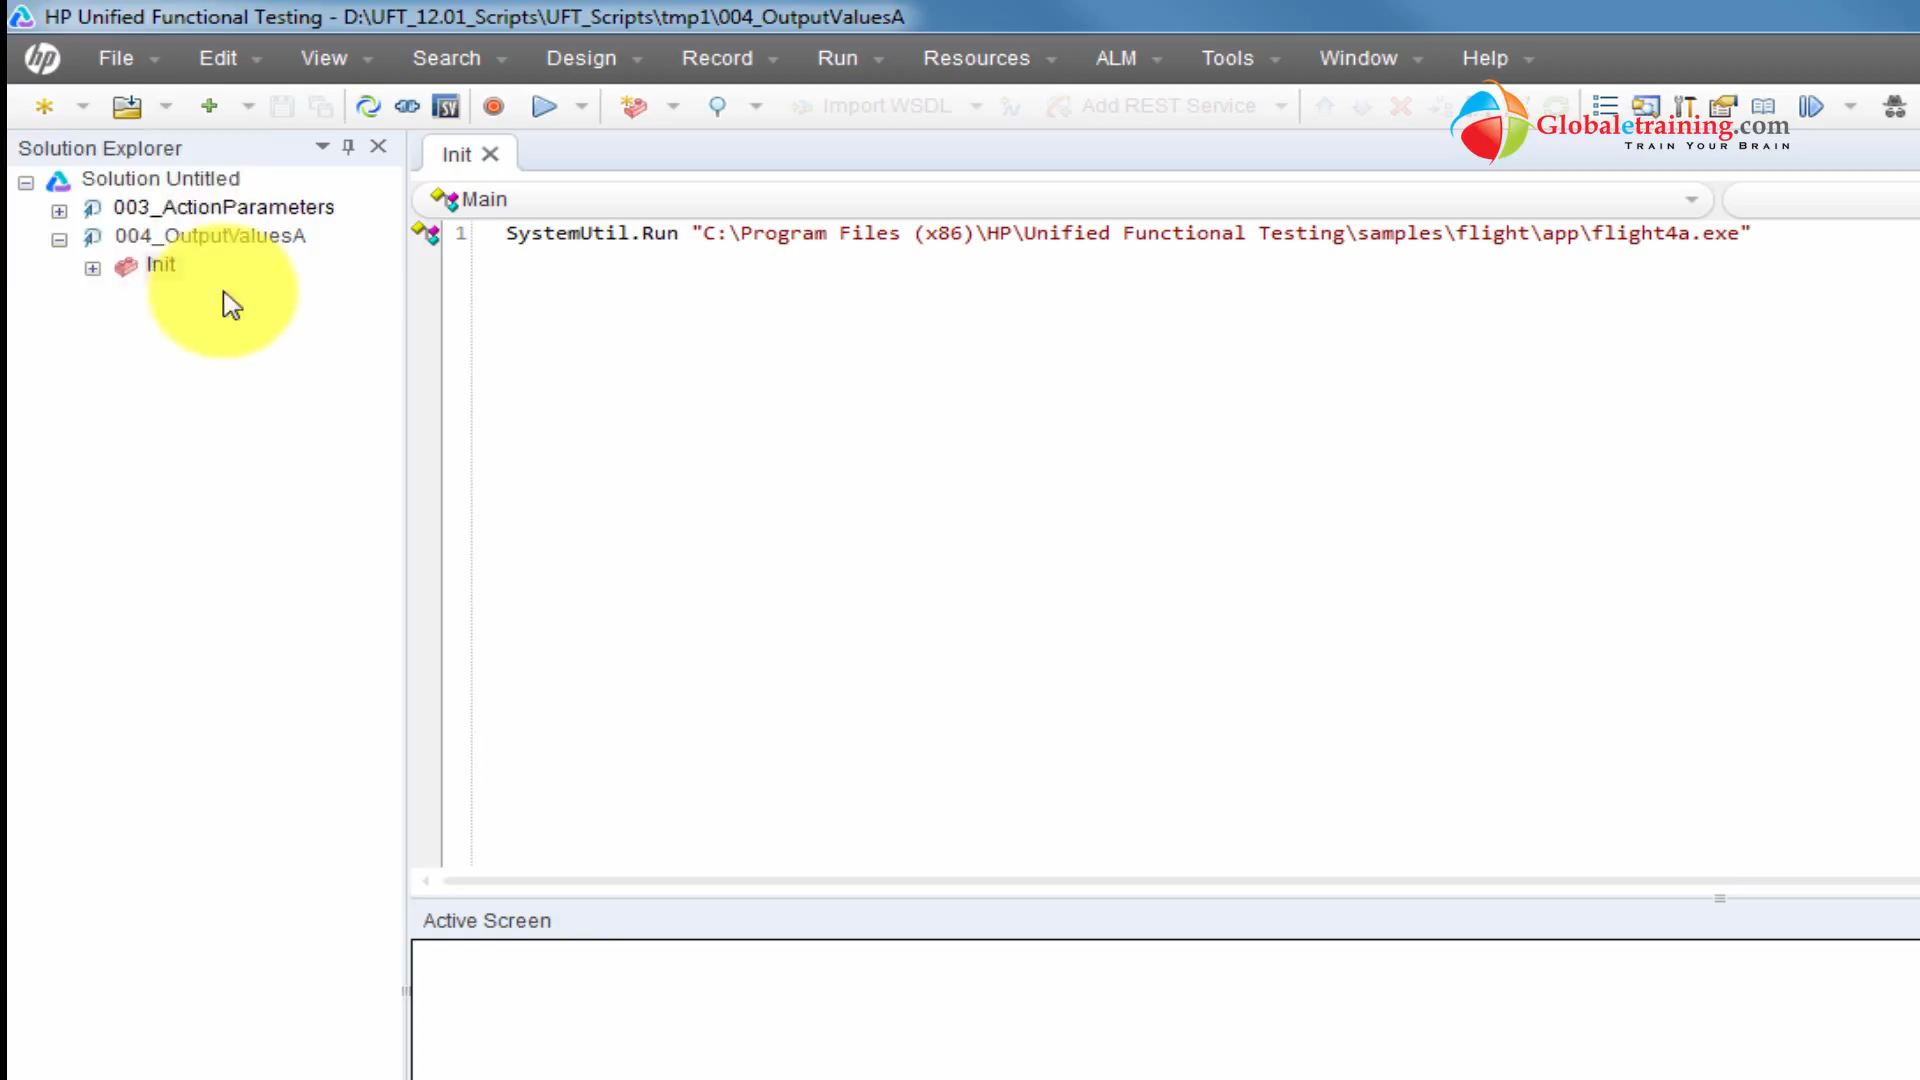 HP Unified Functional Testing - D:\UFT_12.01_Scripts\UFT_Scripts\tmp1\004_OutputValuesA
hp File Edit View Search Design Record Run Resources ALM Tools Window Help
SV Import WSDL Add REST Service
Globaletraining.com
TRAIN YOUR BRAIN
Solution Explorer
Init
Solution Untitled
003_ActionParameters
004_OutputValuesA
Init
Main
1 SystemUtil.Run "C:\Program Files (x86)\HP\Unified Functional Testing\samples\flight\app\flight4a.exe"
Active Screen